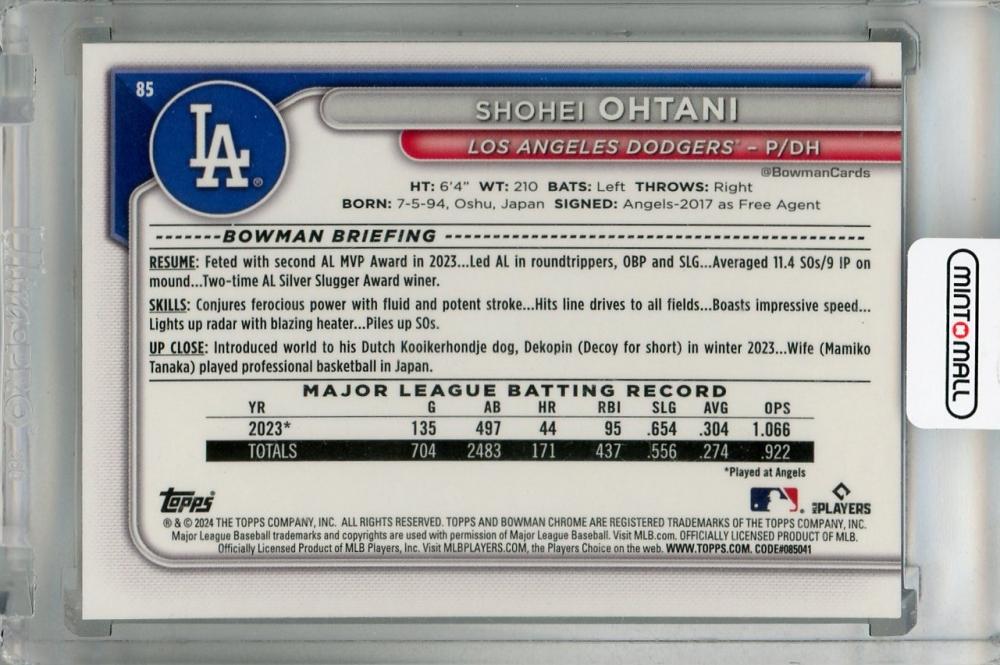 85
LA
SHOHEI OHTANI
LOS ANGELES DODGERS® – P/DH
@BowmanCards
HT: 6'4" WT: 210 BATS: Left THROWS: Right
BORN: 7-5-94, Oshu, Japan SIGNED: Angels-2017 as Free Agent
BOWMAN BRIEFING
RESUME: Feted with second AL MVP Award in 2023...Led AL in roundtrippers, OBP and SLG...Averaged 11.4 SOs/9 IP on
mound...Two-time AL Silver Slugger Award winer.
SKILLS: Conjures ferocious power with fluid and potent stroke...Hits line drives to all fields...Boasts impressive speed...
Lights up radar with blazing heater...Piles up SOs.
UP CLOSE: Introduced world to his Dutch Kooikerhondje dog, Dekopin (Decoy for short) in winter 2023...Wife (Mamiko
Tanaka) played professional basketball in Japan.
MAJOR LEAGUE BATTING RECORD
YR G AB HR RBI SLG AVG OPS
2023* 135 497 44 95 .654 .304 1.066
TOTALS 704 2483 171 437 .556 .274 .922
*Played at Angels
Topps
MLB PLAYERS
® & © 2024 THE TOPPS COMPANY, INC. ALL RIGHTS RESERVED. TOPPS AND BOWMAN CHROME ARE REGISTERED TRADEMARKS OF THE TOPPS COMPANY, INC.
Major League Baseball trademarks and copyrights are used with permission of Major League Baseball. Visit MLB.com. OFFICIALLY LICENSED PRODUCT OF MLB.
Officially Licensed Product of MLB Players, Inc. Visit MLBPLAYERS.COM, the Players Choice on the web. WWW.TOPPS.COM. CODE#085041
MINTOMALL